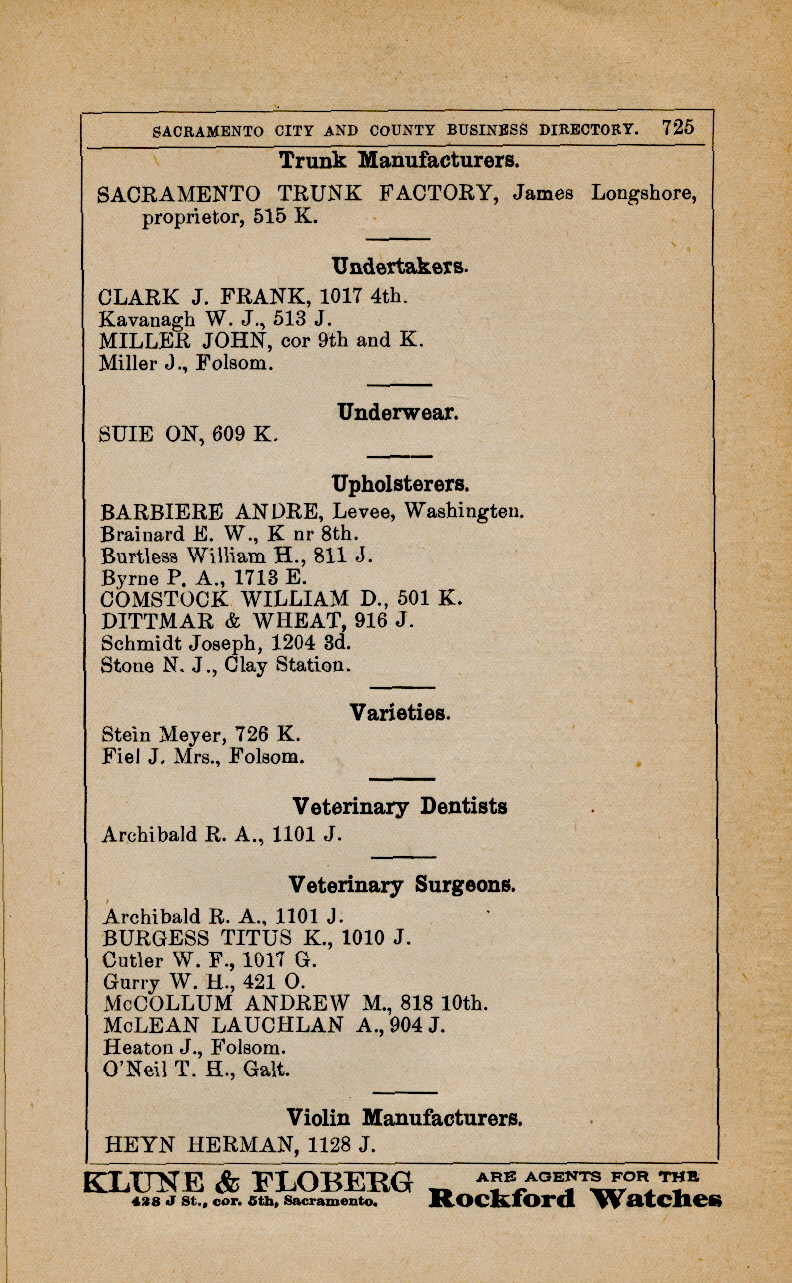 SACRAMENTO CITY AND COUNTY BUSINESS DIRECTORY. 725
Trunk Manufacturers.
SACRAMENTO TRUNK FACTORY, James Longshore,
proprietor, 515 K.
Undertakers.
CLARK J. FRANK, 1017 4th.
Kavanagh W. J., 513 J.
MILLER JOHN, cor 9th and K.
Miller J., Folsom.
Underwear.
SUIE ON, 609 K.
Upholsterers.
BARBIERE ANDRE, Levee, Washingten.
Brainard E. W., K nr 8th.
Burtless William H., 811 J.
Byrne P. A., 1713 E.
COMSTOCK WILLIAM D., 501 K.
DITTMAR & WHEAT, 916 J.
Schmidt Joseph, 1204 3d.
Stone N. J., Clay Station.
Varieties.
Stein Meyer, 726 K.
Fiel J. Mrs., Folsom.
Veterinary Dentists
Archibald R. A., 1101 J.
Veterinary Surgeons.
Archibald R. A., 1101 J.
BURGESS TITUS K., 1010 J.
Cutler W. F., 1017 G.
Gurry W. H., 421 O.
McCOLLUM ANDREW M., 818 10th.
McLEAN LAUCHLAN A., 904 J.
Heaton J., Folsom.
O'Neil T. H., Galt.
Violin Manufacturers.
HEYN HERMAN, 1128 J.
KLUNE & FLOBERG ARE AGENTS FOR THE
428 J St., cor. 5th, Sacramento. Rockford Watches